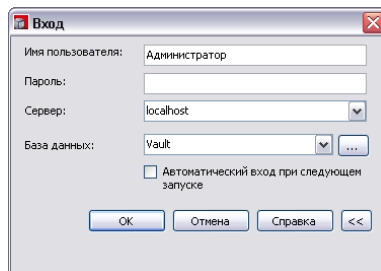 Вход
Имя пользователя:
Администратор
Пароль:
Сервер:
localhost
База данных:
Vault
...
Автоматический вход при следующем
запуске
ОК
Отмена
Справка
<<